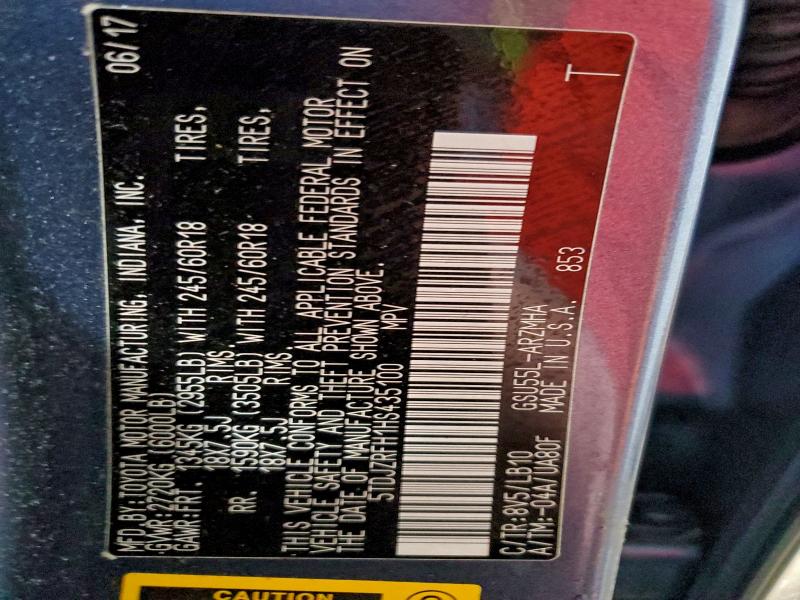 06/17
MFD.BY:TOYOTA MOTOR MANUFACTURING, INDIANA, INC.
GVWR:2720KG (6000LB)
GAWR:FRT. 1345KG (2955LB) WITH 245/60R18 TIRES,
18X7.5J RIMS
RR. 1590KG (3505LB) WITH 245/60R18 TIRES,
18X7.5J RIMS
THIS VEHICLE CONFORMS TO ALL APPLICABLE FEDERAL MOTOR
VEHICLE SAFETY AND THEFT PREVENTION STANDARDS IN EFFECT ON
THE DATE OF MANUFACTURE SHOWN ABOVE.
5TDJZRFH1HS435100 MPV
C/TR:8V5/LB10 GSU55L-ARZMHA
A/TM:-04A/UA80F MADE IN U.S.A. 853
T
CAUTION